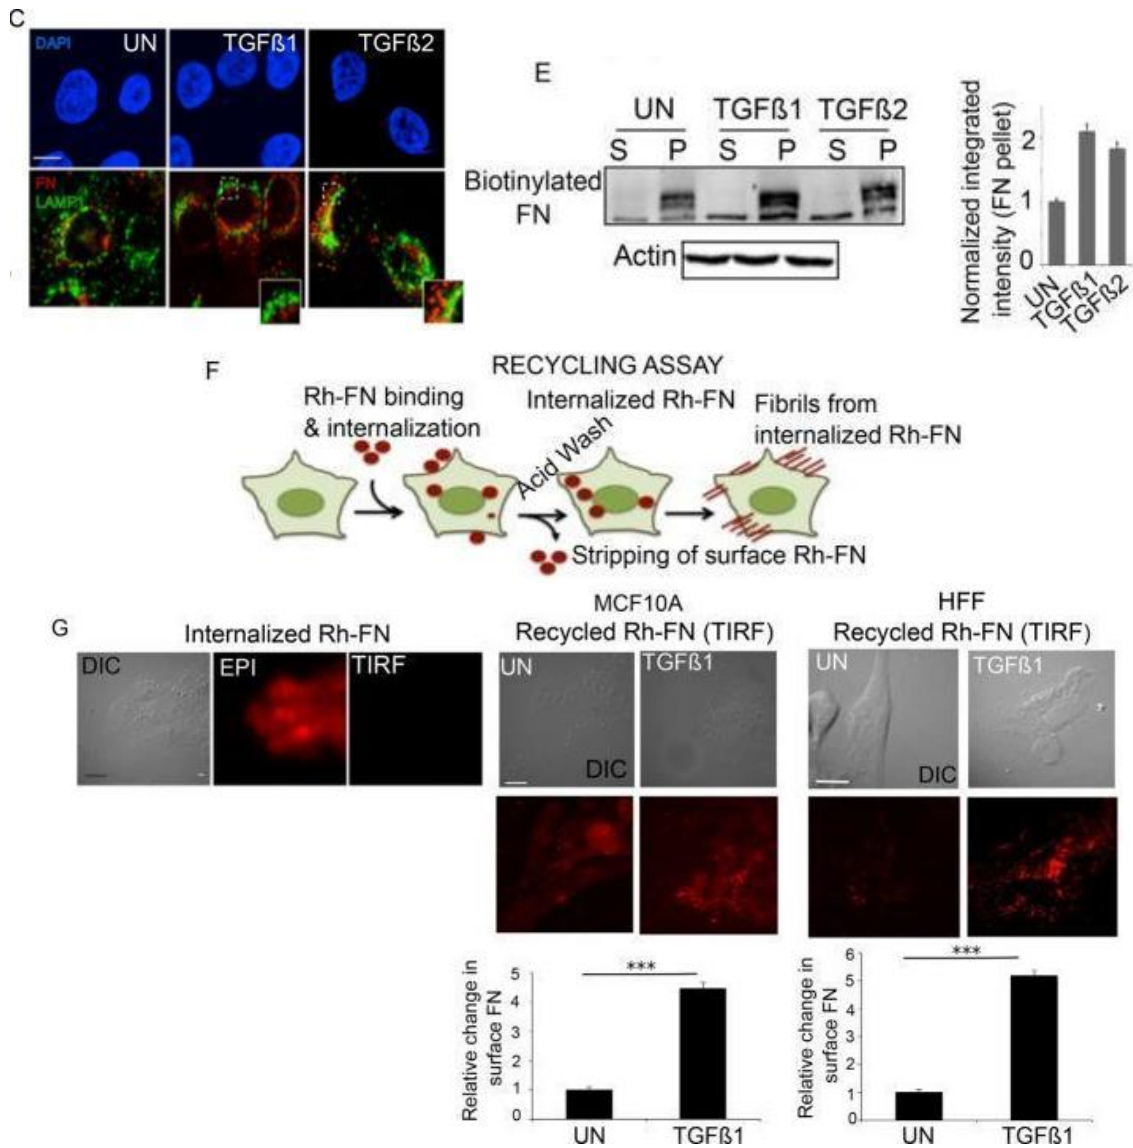 C
DAPI
UN
TGFß1
TGFß2
FN
LAMP1
E
UN TGFß1 TGFß2
S P S P S P
Biotinylated
FN
Actin
Normalized integrated
intensity (FN pellet)
2
1
0
UN
TGFß1
TGFß2
F
RECYCLING ASSAY
Rh-FN binding
& internalization
Acid Wash
Internalized Rh-FN
Fibrils from
internalized Rh-FN
Stripping of surface Rh-FN
G
Internalized Rh-FN
DIC
EPI
TIRF
MCF10A
Recycled Rh-FN (TIRF)
UN
TGFß1
DIC
HFF
Recycled Rh-FN (TIRF)
UN
TGFß1
DIC
Relative change in
surface FN
5
4
3
2
1
0
***
UN
TGFß1
Relative change in
surface FN
6
5
4
3
2
1
0
***
UN
TGFß1